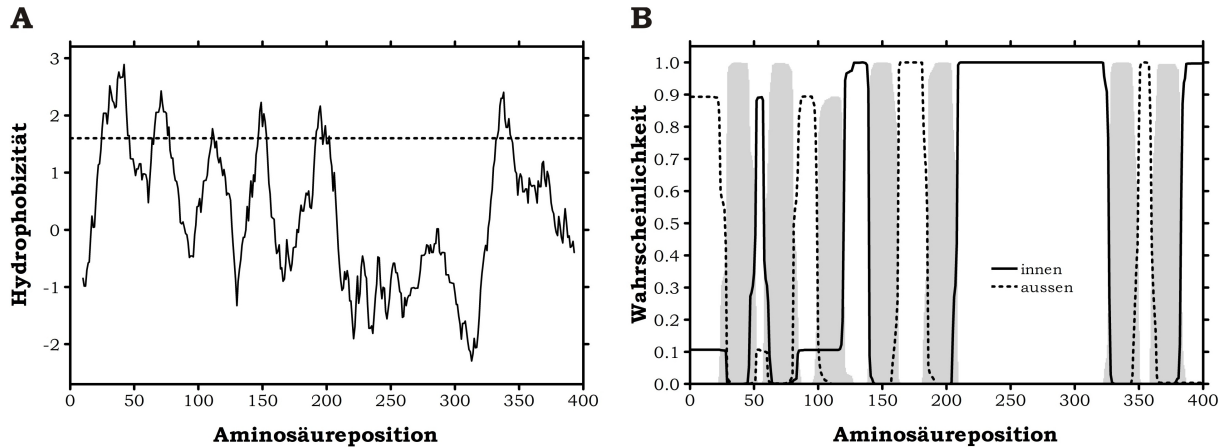 A
B
Hydrophobizität
3
2
1
0
-1
-2
0 50 100 150 200 250 300 350 400
Aminosäureposition
Wahrscheinlichkeit
1.0
0.9
0.8
0.7
0.6
0.5
0.4
0.3
0.2
0.1
0.0
innen
aussen
0 50 100 150 200 250 300 350 400
Aminosäureposition